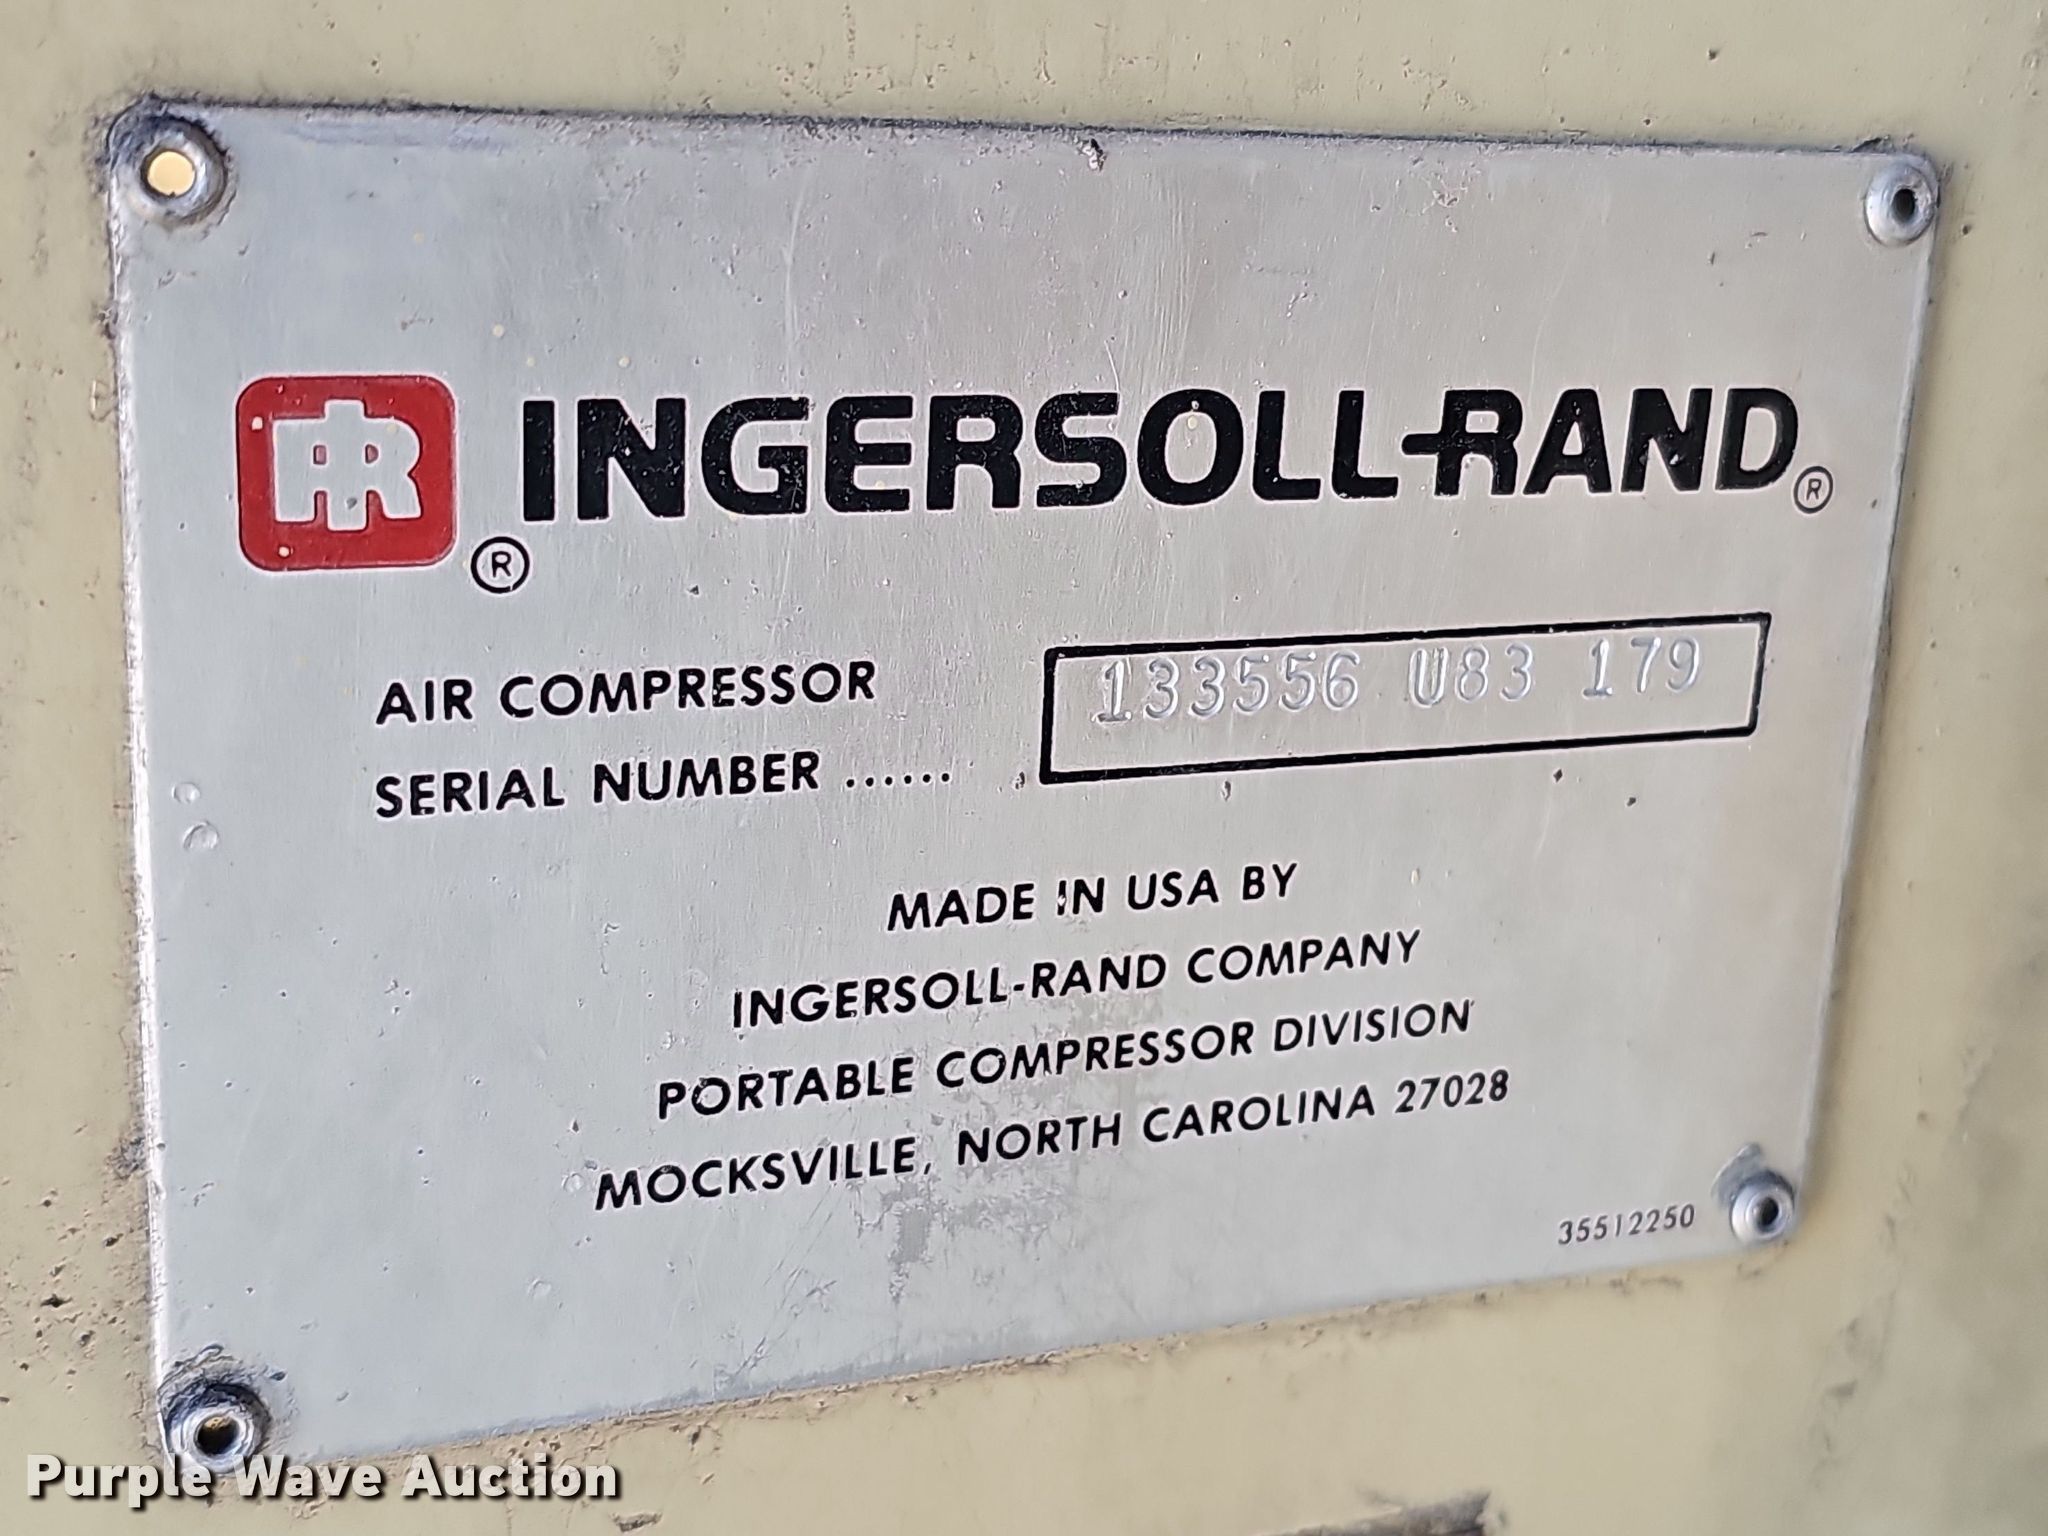 IR ® INGERSOLL-RAND®
AIR COMPRESSOR
SERIAL NUMBER ...... 133556 U83 179
MADE IN USA BY
INGERSOLL-RAND COMPANY
PORTABLE COMPRESSOR DIVISION
MOCKSVILLE, NORTH CAROLINA 27028
35512250
Purple Wave Auction